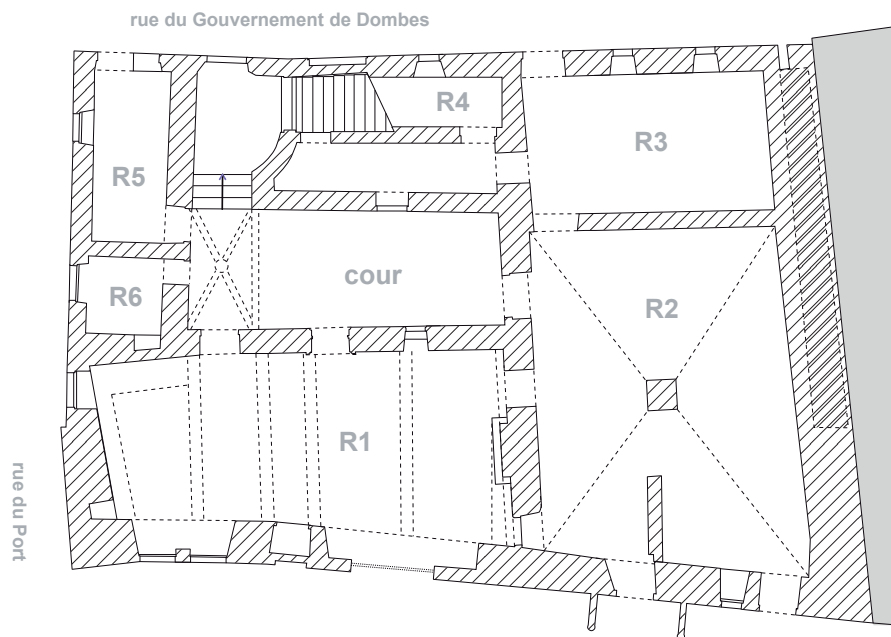 rue du Gouvernement de Dombes
R4
R3
R5
cour
R6
R2
R1
rue du Port